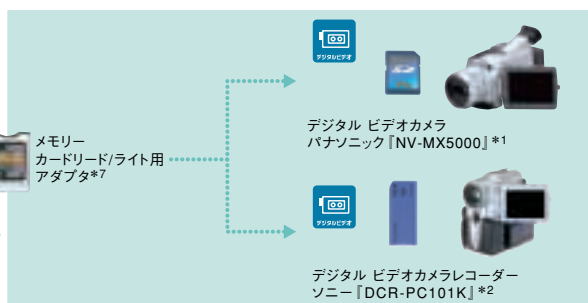 デジタルビデオ
デジタル ビデオカメラ
パナソニック『NV-MX5000』*1
メモリー
カードリード/ライト用
アダプタ*7
デジタルビデオ
デジタル ビデオカメラレコーダー
ソニー『DCR-PC101K』*2